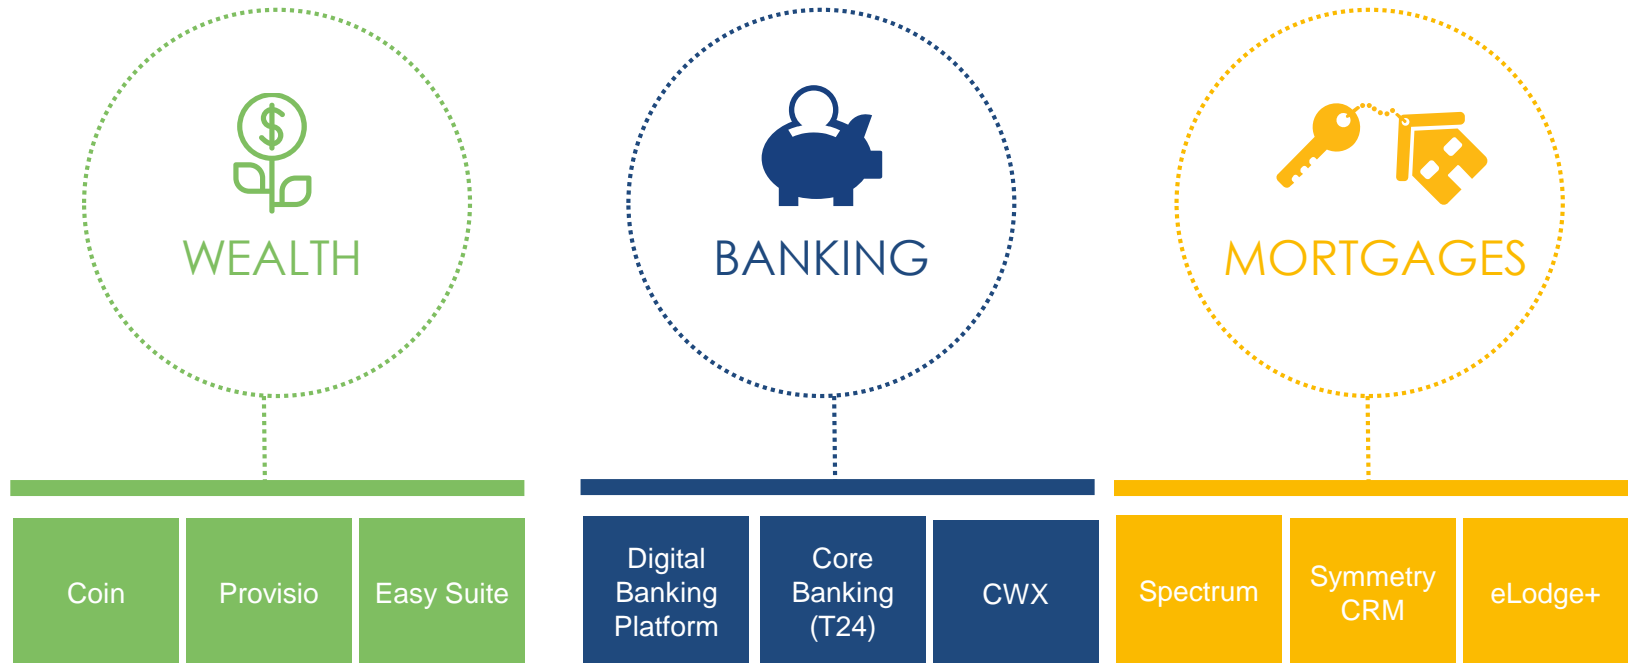 WEALTH
BANKING
MORTGAGES
Coin
Provisio
Easy Suite
Digital
Banking
Platform
Core
Banking
(T24)
CWX
Spectrum
Symmetry
CRM
eLodge+